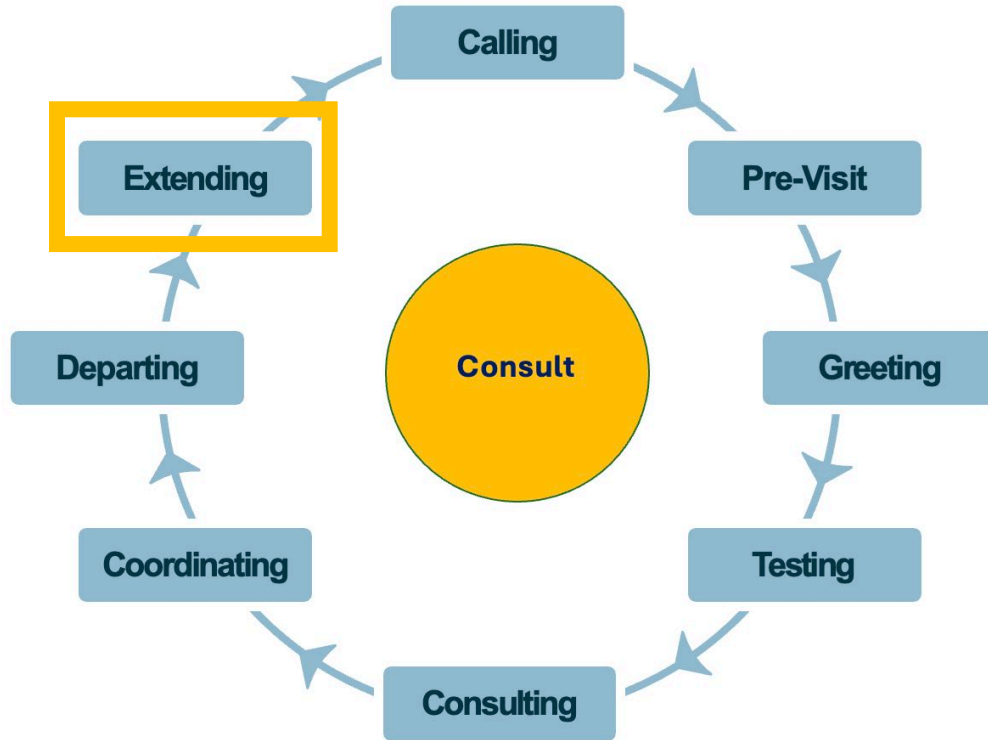 Calling
Extending
Pre-Visit
Consult
Departing
Greeting
Coordinating
Testing
Consulting